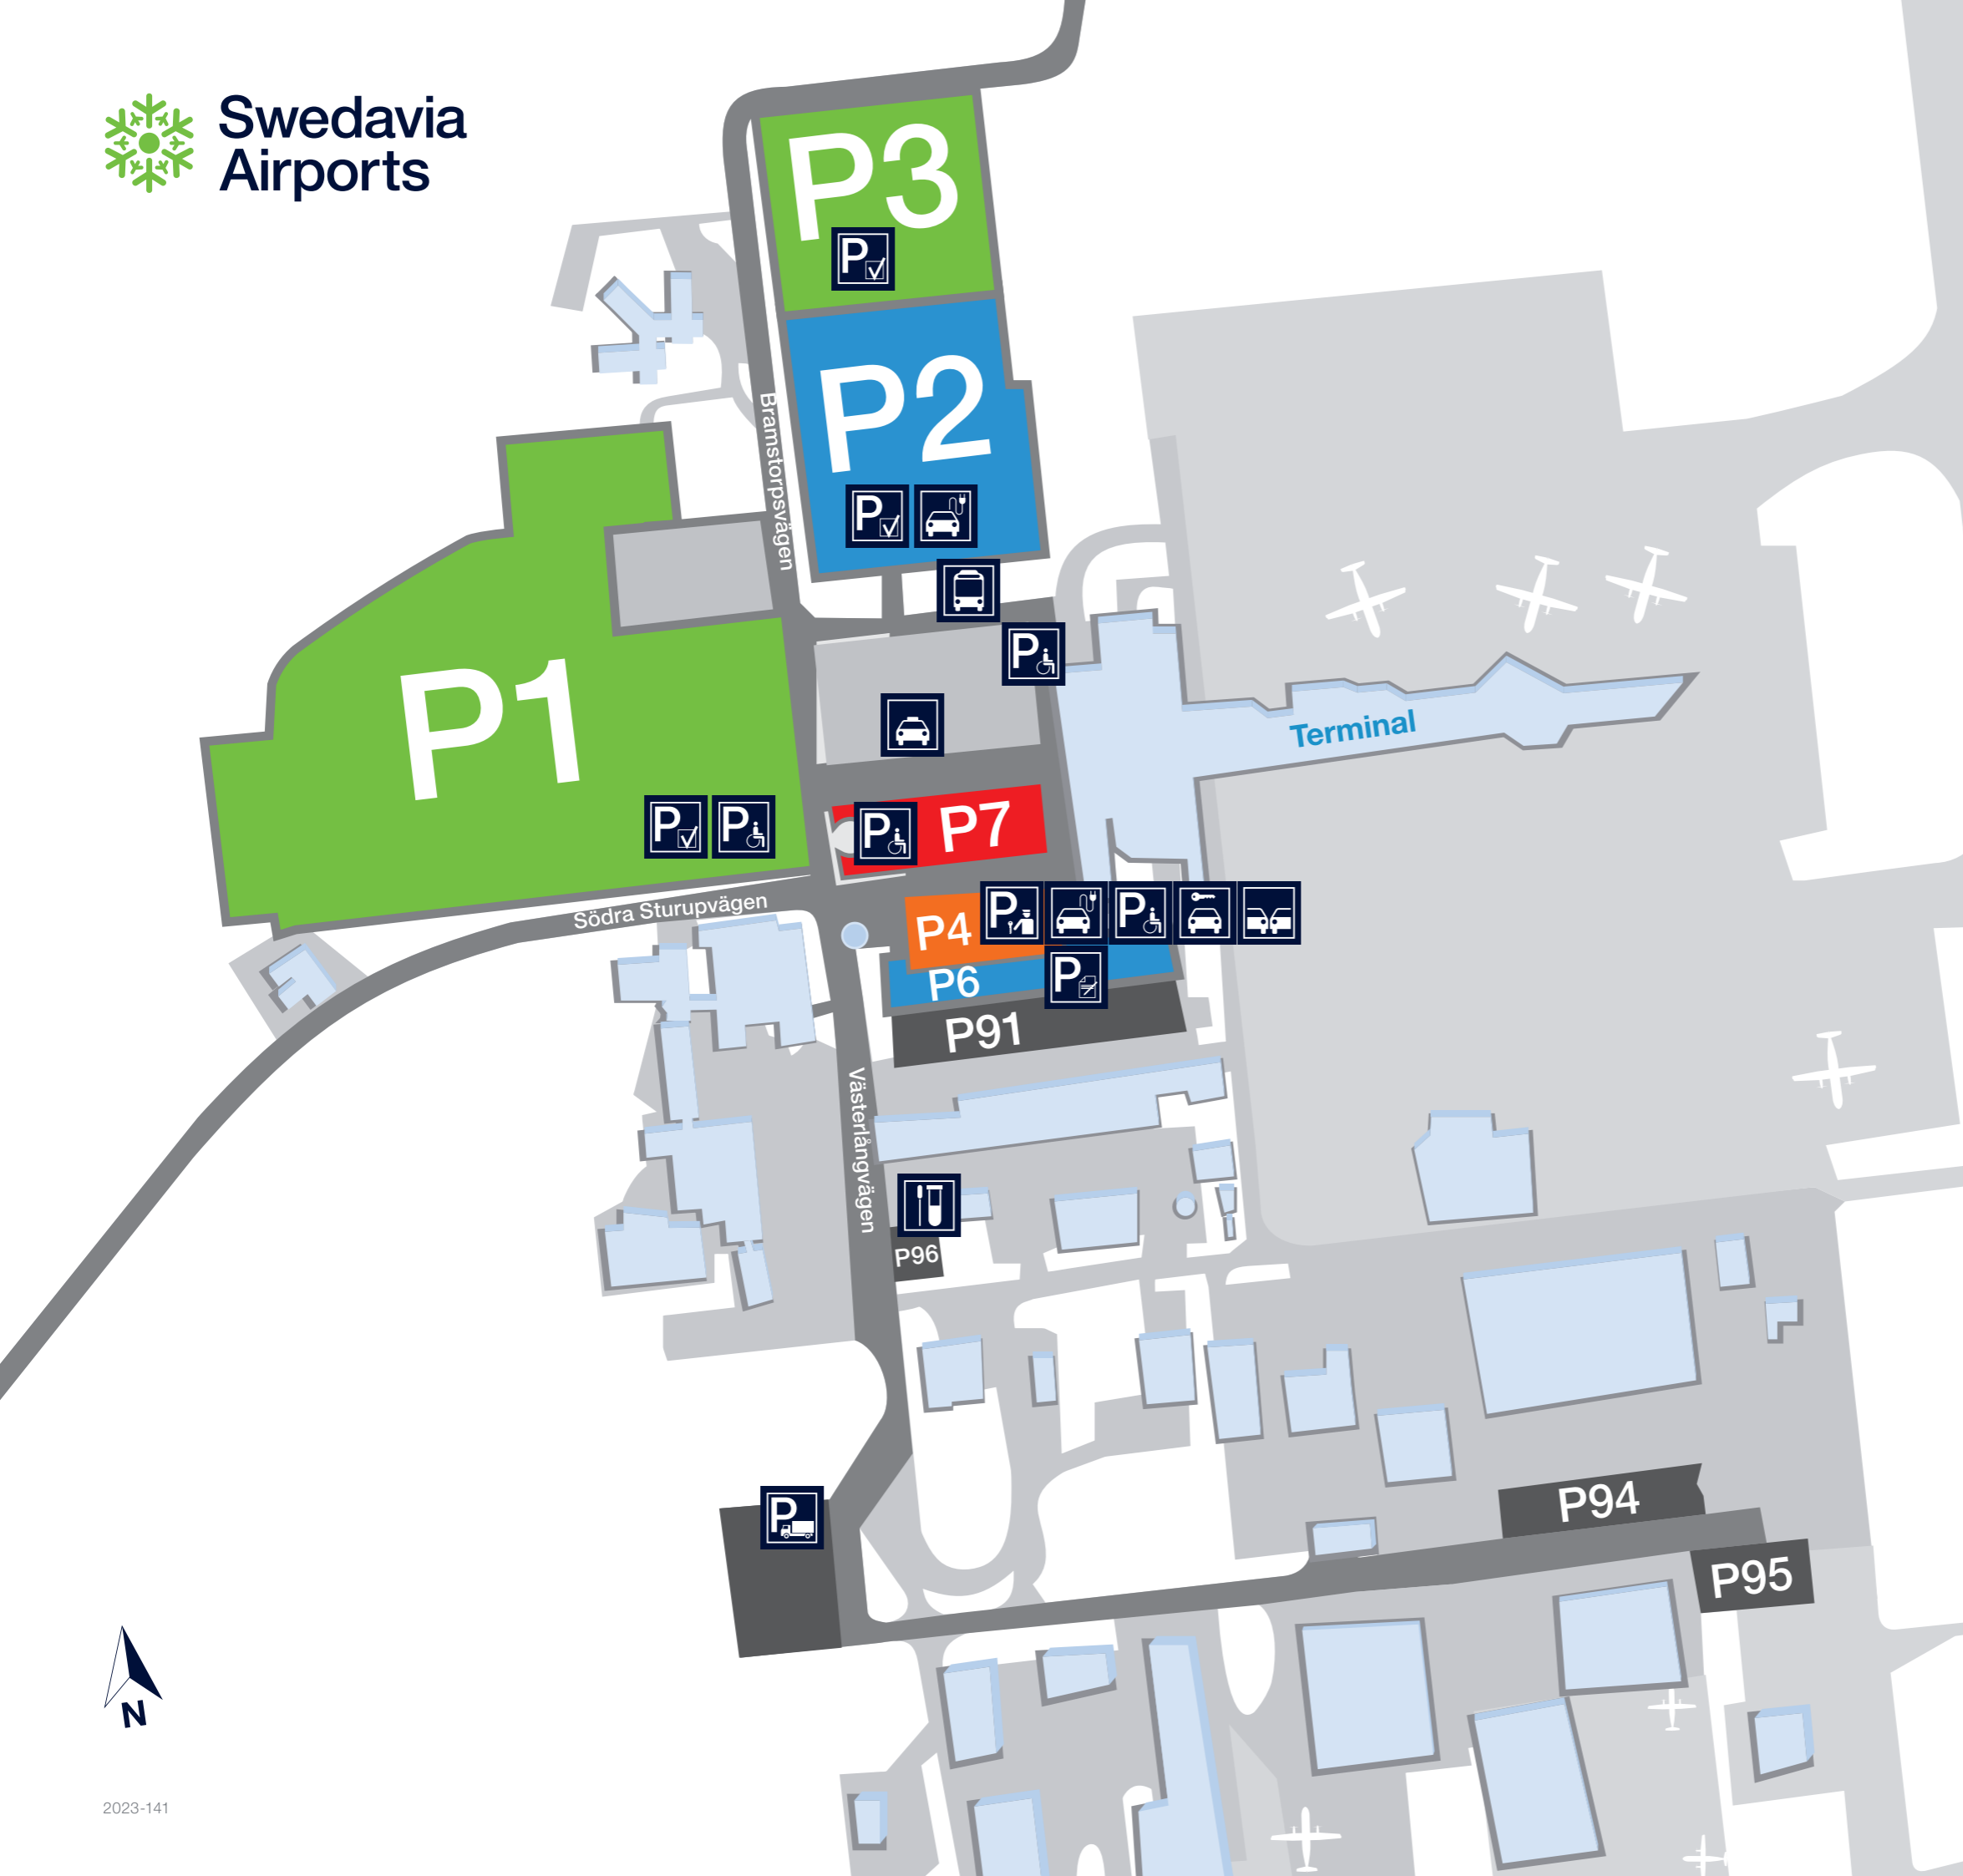 Swedavia
Airports
P3
P
P2
P
P
Bramstorpsvägen
P1
P
P
P
P7
Terminal
Södra Sturupvägen
P4
P
P
P6
P
P91
Västerlångvägen
P96
P
P94
P95
N
2023-141